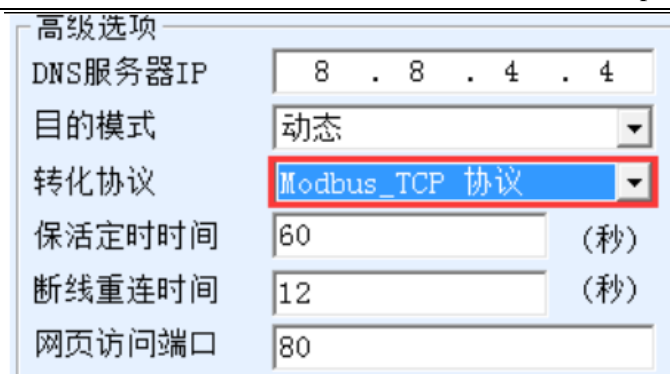 高级选项
DNS服务器IP 8 . 8 . 4 . 4
目的模式 动态
转化协议 Modbus_TCP 协议
保活定时时间 60 (秒)
断线重连时间 12 (秒)
网页访问端口 80